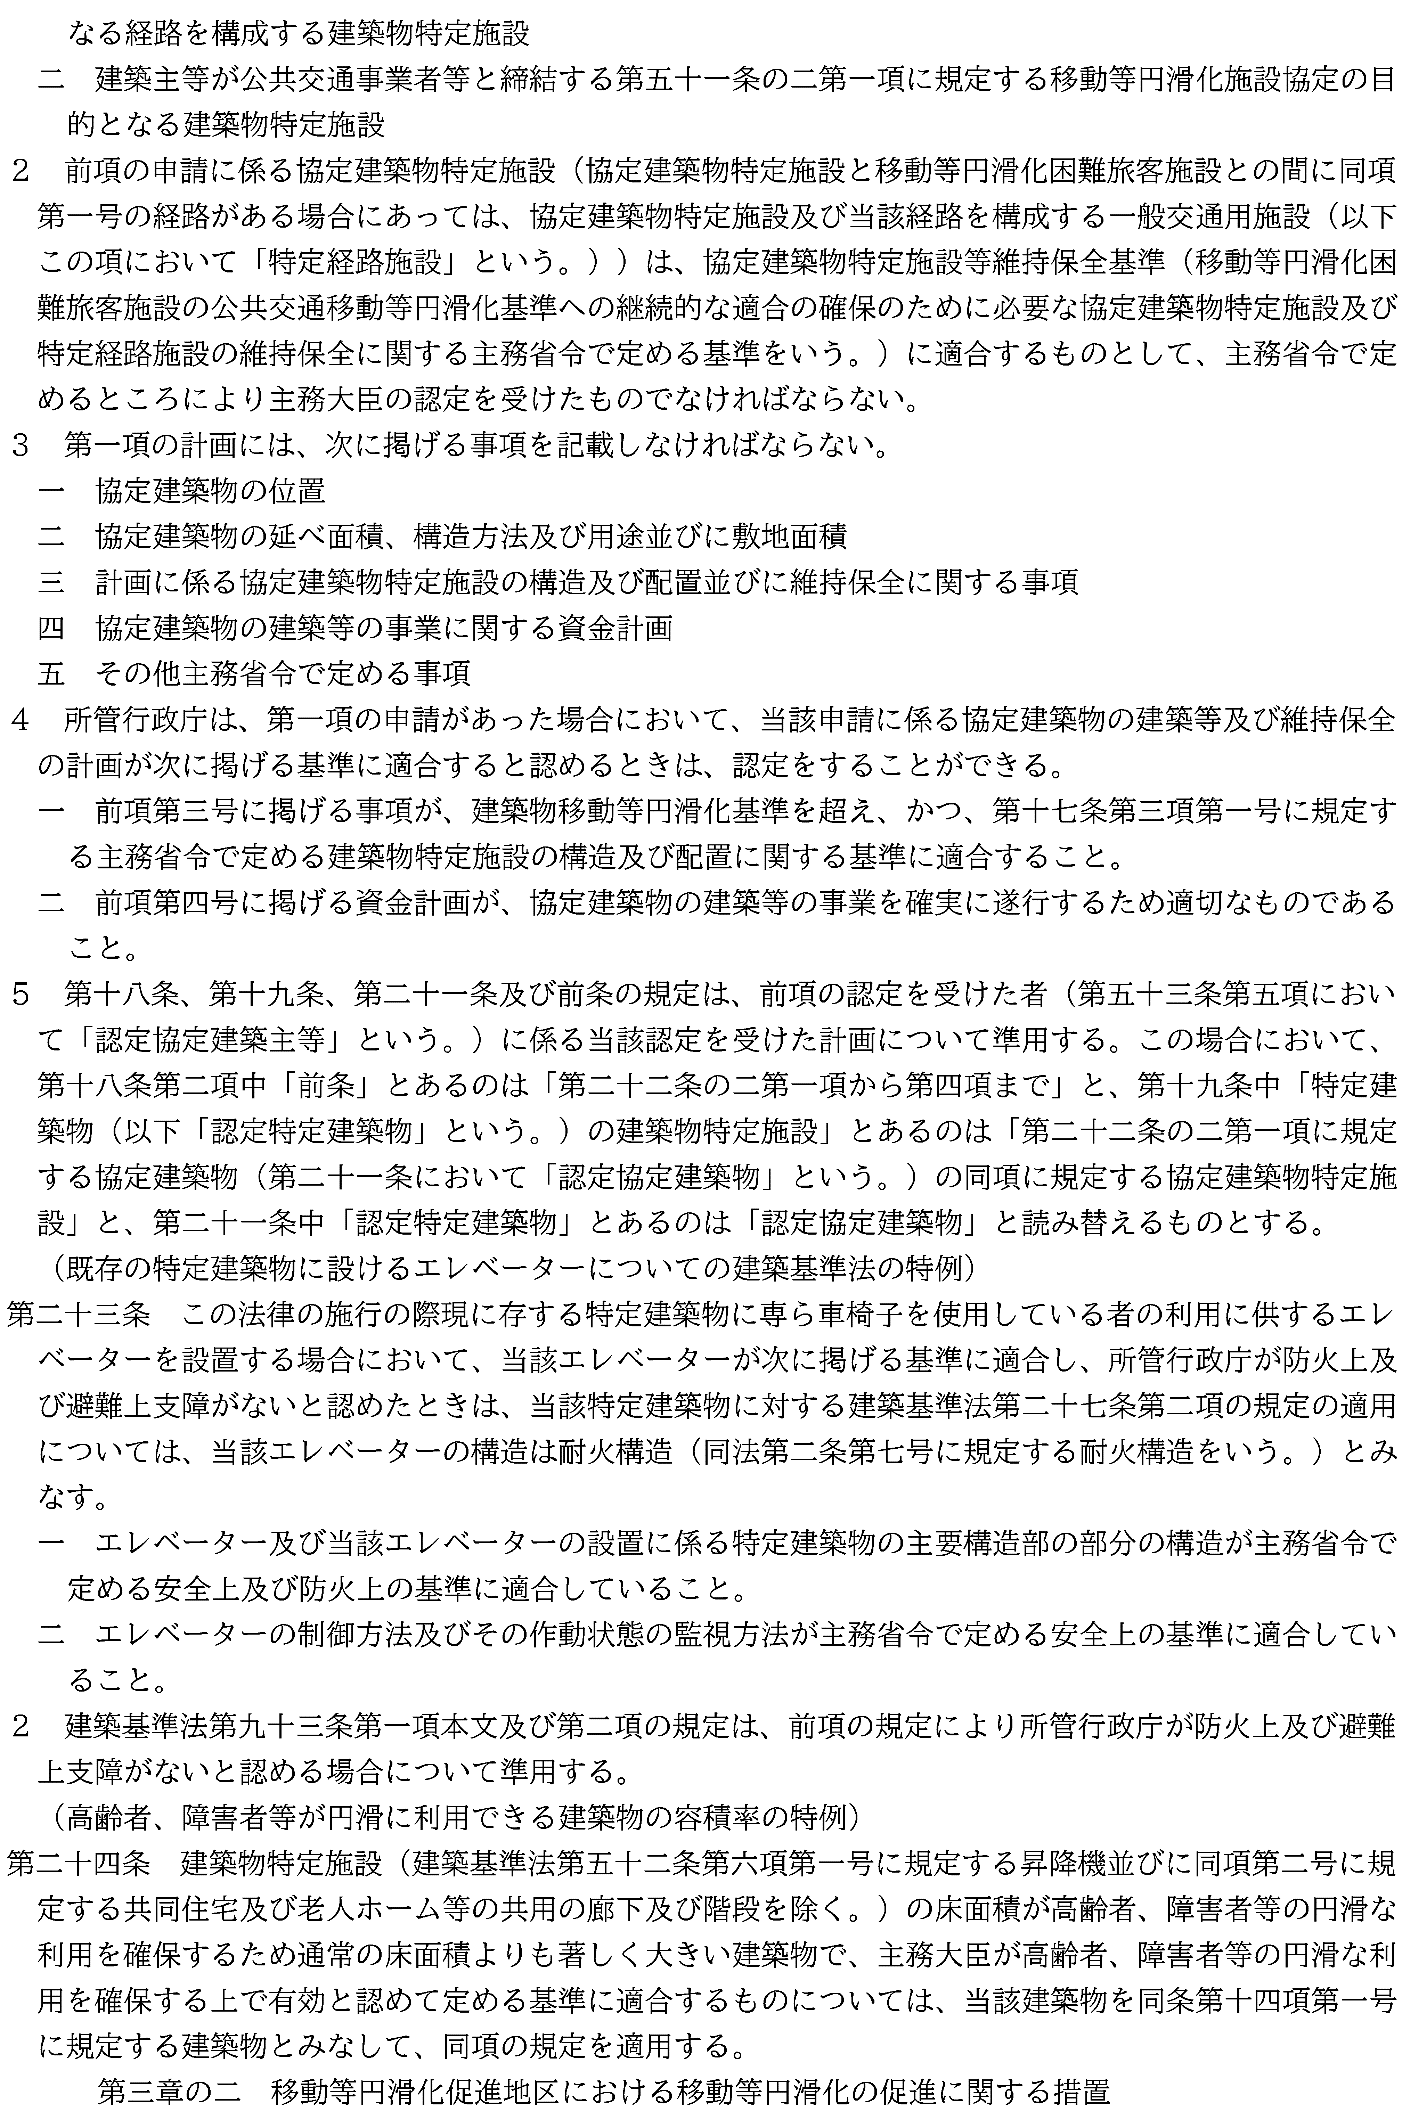 なる経路を構成する建築物特定施設
二　建築主等が公共交通事業者等と締結する第五十一条の二第一項に規定する移動等円滑化施設協定の目
的となる建築物特定施設
２　前項の申請に係る協定建築物特定施設（協定建築物特定施設と移動等円滑化困難旅客施設との間に同項
第一号の経路がある場合にあっては、協定建築物特定施設及び当該経路を構成する一般交通用施設（以下
この項において「特定経路施設」という。））は、協定建築物特定施設等維持保全基準（移動等円滑化困
難旅客施設の公共交通移動等円滑化基準への継続的な適合の確保のために必要な協定建築物特定施設及び
特定経路施設の維持保全に関する主務省令で定める基準をいう。）に適合するものとして、主務省令で定
めるところにより主務大臣の認定を受けたものでなければならない。
３　第一項の計画には、次に掲げる事項を記載しなければならない。
一　協定建築物の位置
二　協定建築物の延べ面積、構造方法及び用途並びに敷地面積
三　計画に係る協定建築物特定施設の構造及び配置並びに維持保全に関する事項
四　協定建築物の建築等の事業に関する資金計画
五　その他主務省令で定める事項
４　所管行政庁は、第一項の申請があった場合において、当該申請に係る協定建築物の建築等及び維持保全
の計画が次に掲げる基準に適合すると認めるときは、認定をすることができる。
一　前項第三号に掲げる事項が、建築物移動等円滑化基準を超え、かつ、第十七条第三項第一号に規定す
る主務省令で定める建築物特定施設の構造及び配置に関する基準に適合すること。
二　前項第四号に掲げる資金計画が、協定建築物の建築等の事業を確実に遂行するため適切なものである
こと。
５　第十八条、第十九条、第二十一条及び前条の規定は、前項の認定を受けた者（第五十三条第五項におい
て「認定協定建築主等」という。）に係る当該認定を受けた計画について準用する。この場合において、
第十八条第二項中「前条」とあるのは「第二十二条の二第一項から第四項まで」と、第十九条中「特定建
築物（以下「認定特定建築物」という。）の建築物特定施設」とあるのは「第二十二条の二第一項に規定
する協定建築物（第二十一条において「認定協定建築物」という。）の同項に規定する協定建築物特定施
設」と、第二十一条中「認定特定建築物」とあるのは「認定協定建築物」と読み替えるものとする。
（既存の特定建築物に設けるエレベーターについての建築基準法の特例）
第二十三条　この法律の施行の際現に存する特定建築物に専ら車椅子を使用している者の利用に供するエレ
ベーターを設置する場合において、当該エレベーターが次に掲げる基準に適合し、所管行政庁が防火上及
び避難上支障がないと認めたときは、当該特定建築物に対する建築基準法第二十七条第二項の規定の適用
については、当該エレベーターの構造は耐火構造（同法第二条第七号に規定する耐火構造をいう。）とみ
なす。
一　エレベーター及び当該エレベーターの設置に係る特定建築物の主要構造部の部分の構造が主務省令で
定める安全上及び防火上の基準に適合していること。
二　エレベーターの制御方法及びその作動状態の監視方法が主務省令で定める安全上の基準に適合してい
ること。
２　建築基準法第九十三条第一項本文及び第二項の規定は、前項の規定により所管行政庁が防火上及び避難
上支障がないと認める場合について準用する。
（高齢者、障害者等が円滑に利用できる建築物の容積率の特例）
第二十四条　建築物特定施設（建築基準法第五十二条第六項第一号に規定する昇降機並びに同項第二号に規
定する共同住宅及び老人ホーム等の共用の廊下及び階段を除く。）の床面積が高齢者、障害者等の円滑な
利用を確保するため通常の床面積よりも著しく大きい建築物で、主務大臣が高齢者、障害者等の円滑な利
用を確保する上で有効と認めて定める基準に適合するものについては、当該建築物を同条第十四項第一号
に規定する建築物とみなして、同項の規定を適用する。
第三章の二　移動等円滑化促進地区における移動等円滑化の促進に関する措置